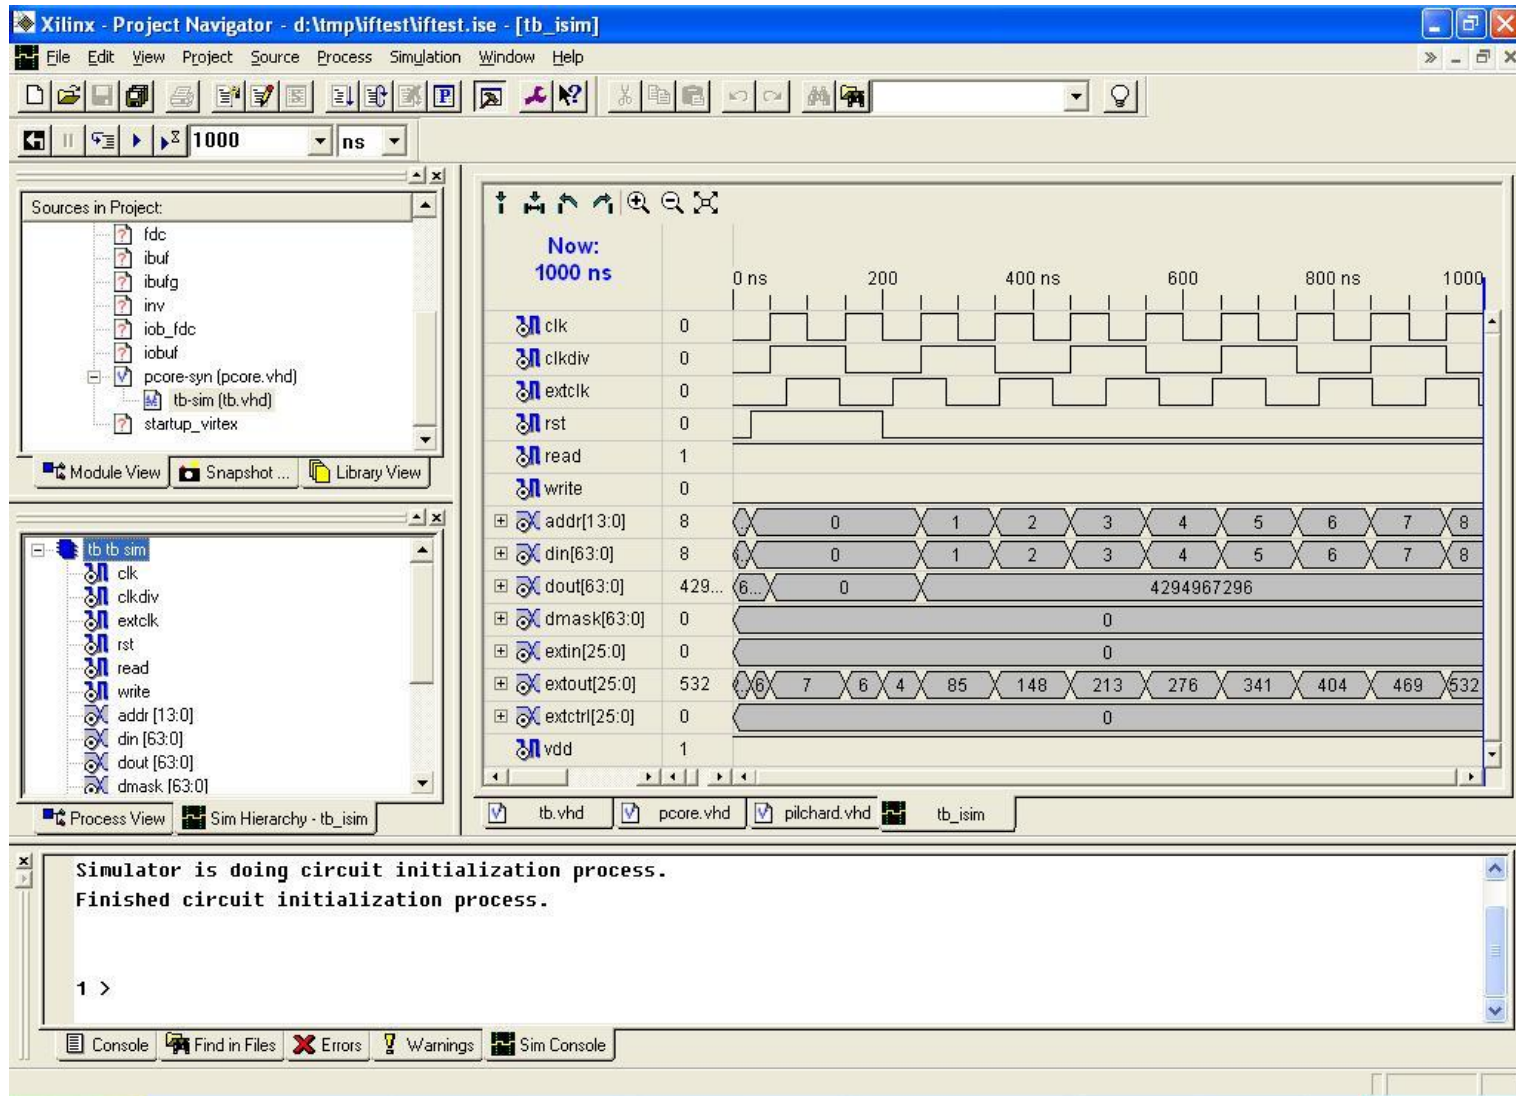 Xilinx - Project Navigator - d:\tmp\iftest\iftest.ise - [tb_isim]
File Edit View Project Source Process Simulation Window Help
1000 ns
Sources in Project:
fdc
ibuf
ibufg
inv
iob_fdc
iobuf
pcore-syn (pcore.vhd)
tb-sim (tb.vhd)
startup_virtex
Module View Snapshot ... Library View
tb tb sim
clk
clkdiv
extclk
rst
read
write
addr [13:0]
din [63:0]
dout [63:0]
dmask [63:0]
Process View Sim Hierarchy - tb_isim
Now:
1000 ns
0 ns 200 400 ns 600 800 ns 1000
clk 0
clkdiv 0
extclk 0
rst 0
read 1
write 0
addr[13:0] 8 0 1 2 3 4 5 6 7 8
din[63:0] 8 0 1 2 3 4 5 6 7 8
dout[63:0] 429... 6... 0 4294967296
dmask[63:0] 0 0
extin[25:0] 0 0
extout[25:0] 532 6 7 6 4 85 148 213 276 341 404 469 532
extctrl[25:0] 0 0
vdd 1
tb.vhd pcore.vhd pilchard.vhd tb_isim
Simulator is doing circuit initialization process.
Finished circuit initialization process.
1 >
Console Find in Files Errors Warnings Sim Console